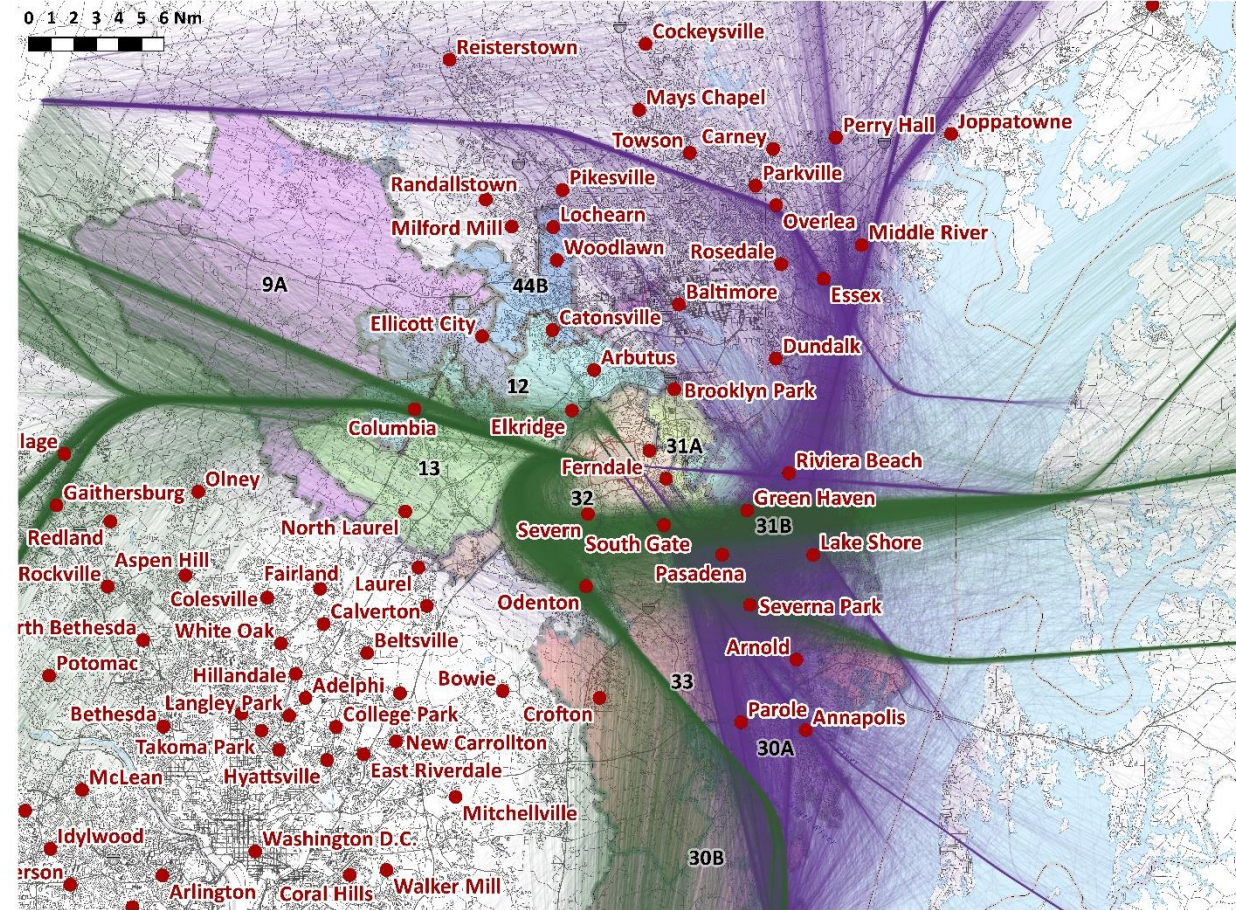 0 1 2 3 4 5 6 Nm
Reisterstown
Cockeysville
Mays Chapel
Towson
Carney
Perry Hall
Joppatowne
Parkville
Pikesville
Randallstown
Lochearn
Milford Mill
Overlea
Middle River
Woodlawn
Rosedale
9A
44B
Baltimore
Essex
Ellicott City
Catonsville
Dundalk
Arbutus
12
Brooklyn Park
Columbia
Elkridge
lage
31A
Ferndale
13
Riviera Beach
Olney
Gaithersburg
32
Green Haven
North Laurel
Severn
31B
Redland
South Gate
Lake Shore
Aspen Hill
Rockville
Fairland
Laurel
Pasadena
Colesville
Calverton
Odenton
Severna Park
rth Bethesda
White Oak
Beltsville
Arnold
Potomac
Hillandale
Bowie
33
Adelphi
Langley Park
Bethesda
College Park
Crofton
Parole
Annapolis
Takoma Park
New Carrollton
30A
Hyattsville
East Riverdale
McLean
Mitchellville
Idylwood
Washington D.C.
30B
erson
Arlington
Coral Hills
Walker Mill